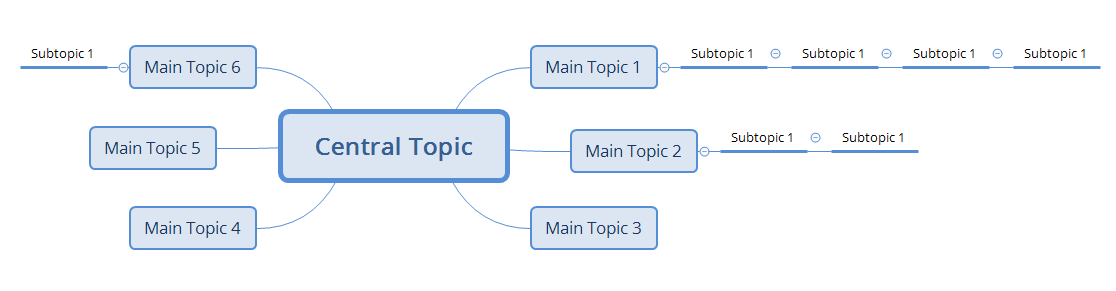 Subtopic 1
Main Topic 6
Main Topic 1
Subtopic 1
Subtopic 1
Subtopic 1
Subtopic 1
Main Topic 5
Central Topic
Main Topic 2
Subtopic 1
Subtopic 1
Main Topic 4
Main Topic 3